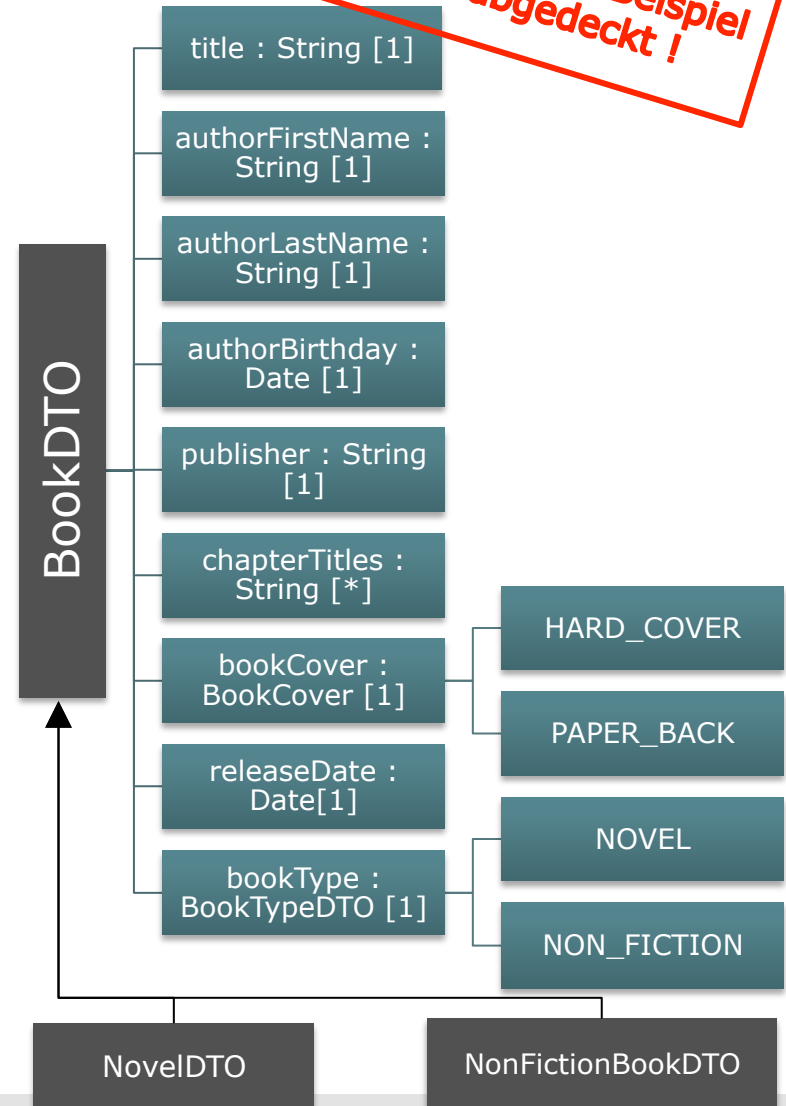 Beispiel
abgedeckt !
title : String [1]
authorFirstName :
String [1]
authorLastName :
String [1]
authorBirthday :
Date [1]
publisher : String
[1]
chapterTitles :
String [*]
bookCover :
BookCover [1]
releaseDate :
Date[1]
bookType :
BookTypeDTO [1]
BookDTO
HARD_COVER
PAPER_BACK
NOVEL
NON_FICTION
NovelDTO
NonFictionBookDTO